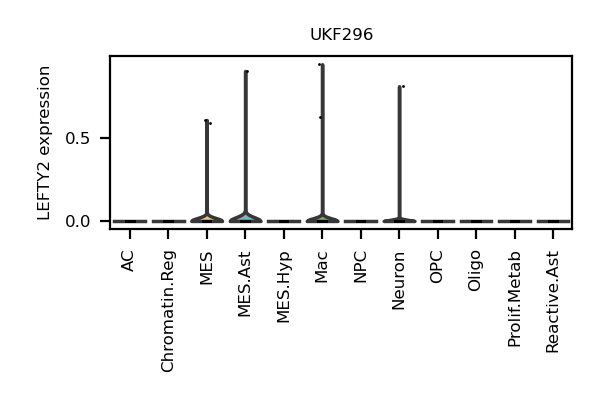 UKF296
LEFTY2 expression
0.5
0.0
AC
Chromatin.Reg
MES
MES.Ast
MES.Hyp
Mac
NPC
Neuron
OPC
Oligo
Prolif.Metab
Reactive.Ast